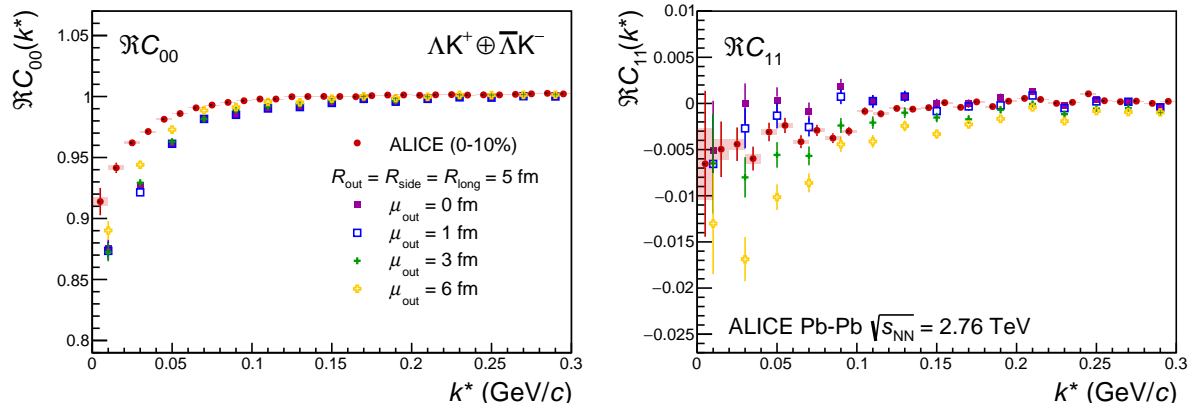 ℜC₀₀(k*)
1.05
1
0.95
0.9
0.85
0.8
ℜC₀₀
ΛK⁺ ⊕ Λ̅K⁻
ALICE (0-10%)
R_out = R_side = R_long = 5 fm
μ_out = 0 fm
μ_out = 1 fm
μ_out = 3 fm
μ_out = 6 fm
0 0.05 0.1 0.15 0.2 0.25 0.3
k* (GeV/c)
ℜC₁₁(k*)
0.01
0.005
0
−0.005
−0.01
−0.015
−0.02
−0.025
ℜC₁₁
ALICE Pb-Pb √s_NN = 2.76 TeV
0 0.05 0.1 0.15 0.2 0.25 0.3
k* (GeV/c)